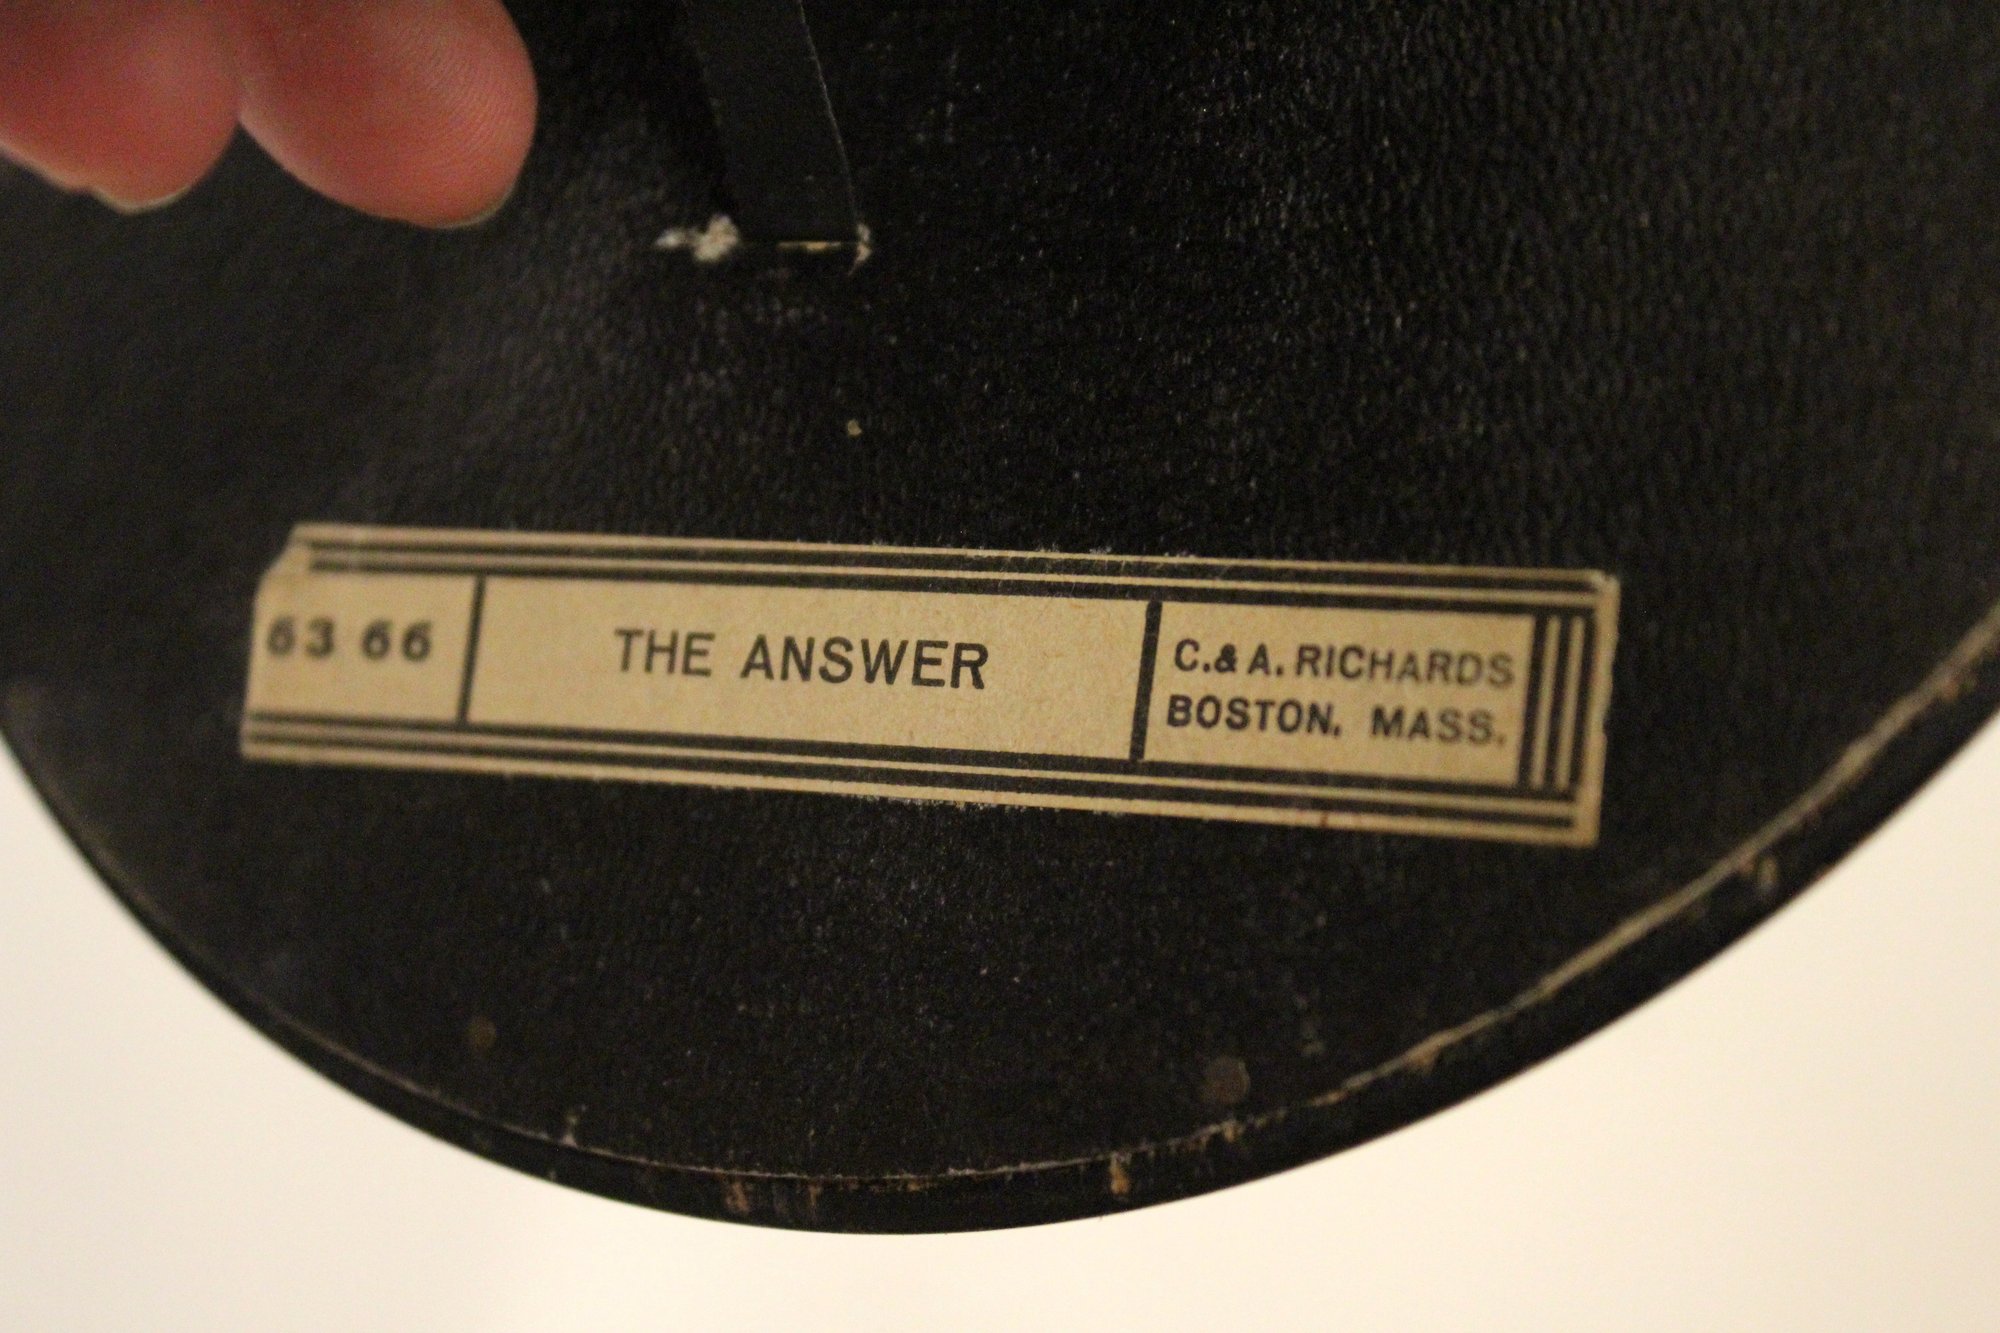 63 66
THE ANSWER
C. & A. RICHARDS
BOSTON, MASS.